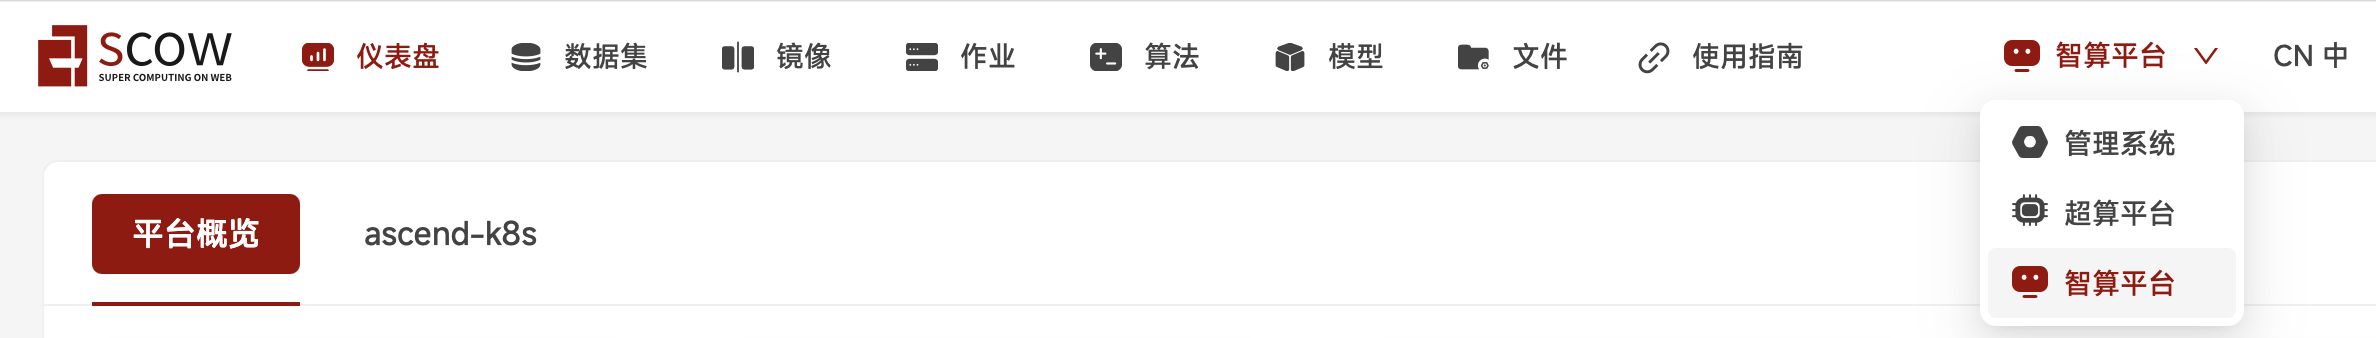 SCOW
SUPER COMPUTING ON WEB
仪表盘 数据集 镜像 作业 算法 模型 文件 使用指南 智算平台 CN 中
管理系统
超算平台
智算平台
平台概览 ascend-k8s